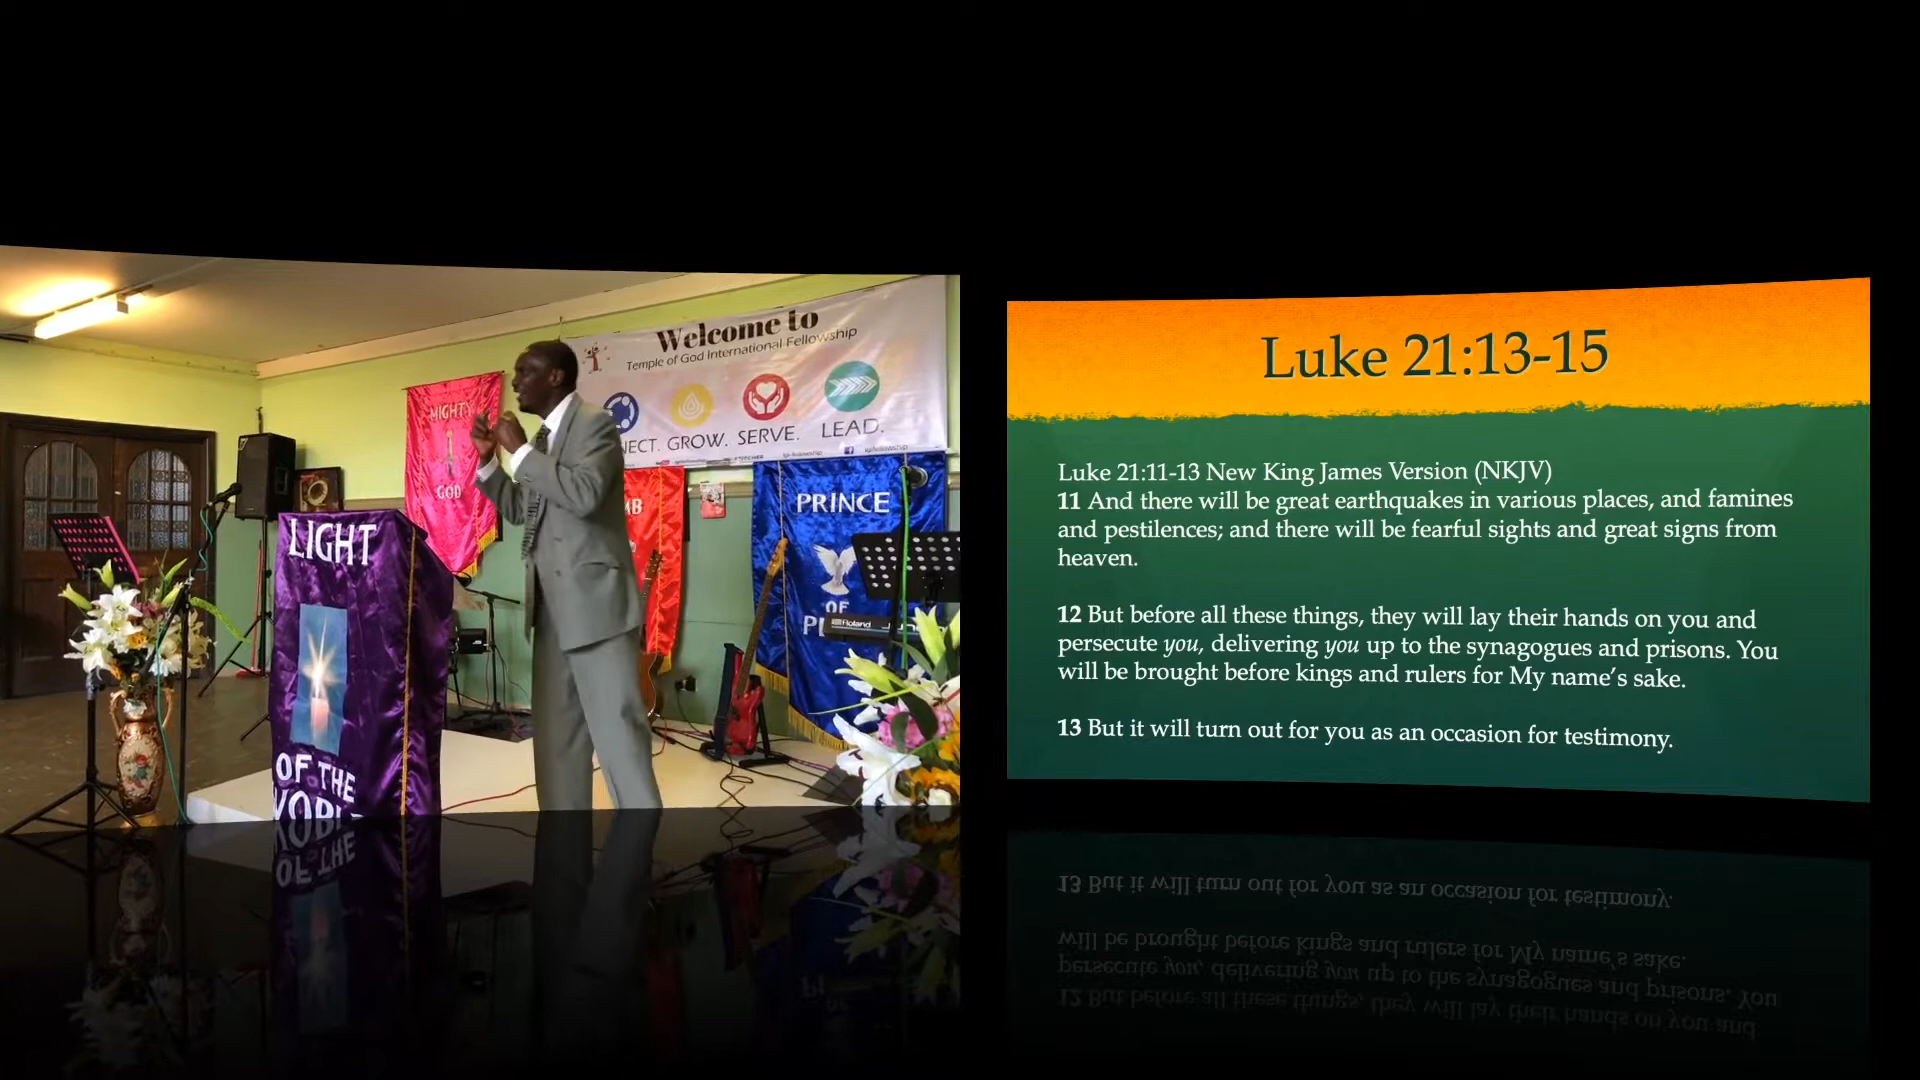 Welcome to
Temple of God International Fellowship
GROW. SERVE. LEAD.
MIGHTY
GOD
PRINCE
OF
LIGHT
OF THE
Roland
Luke 21:13-15
Luke 21:11-13 New King James Version (NKJV)
11 And there will be great earthquakes in various places, and famines
and pestilences; and there will be fearful sights and great signs from
heaven.
12 But before all these things, they will lay their hands on you and
persecute you, delivering you up to the synagogues and prisons. You
will be brought before kings and rulers for My name’s sake.
13 But it will turn out for you as an occasion for testimony.